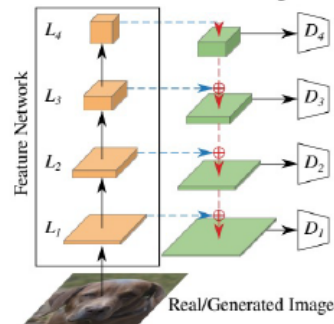 L4
D4
L3
D3
L2
D2
L1
D1
Feature Network
Real/Generated Image